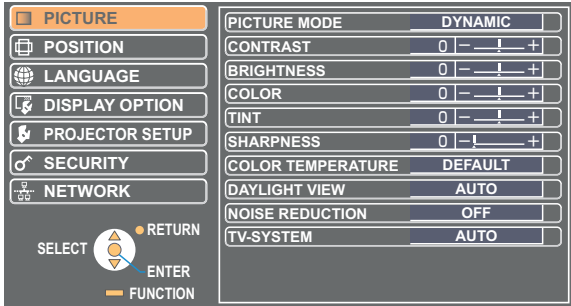 PICTURE
POSITION
LANGUAGE
DISPLAY OPTION
PROJECTOR SETUP
SECURITY
NETWORK
RETURN
SELECT
ENTER
FUNCTION
PICTURE MODE DYNAMIC
CONTRAST 0 - +
BRIGHTNESS 0 - +
COLOR 0 - +
TINT 0 - +
SHARPNESS 0 - +
COLOR TEMPERATURE DEFAULT
DAYLIGHT VIEW AUTO
NOISE REDUCTION OFF
TV-SYSTEM AUTO